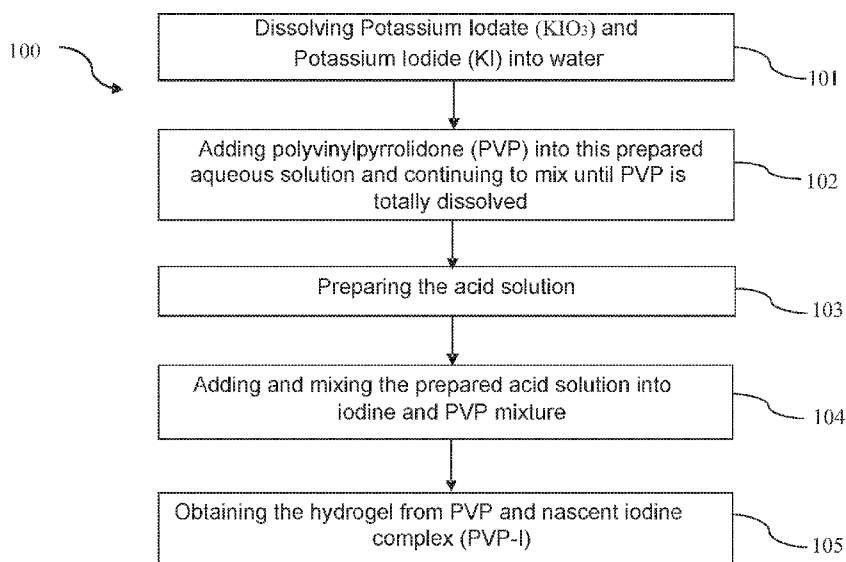 100
Dissolving Potassium Iodate (KIO₃) and
Potassium Iodide (KI) into water
101
Adding polyvinylpyrrolidone (PVP) into this prepared
aqueous solution and continuing to mix until PVP is
totally dissolved
102
Preparing the acid solution
103
Adding and mixing the prepared acid solution into
iodine and PVP mixture
104
Obtaining the hydrogel from PVP and nascent iodine
complex (PVP-I)
105